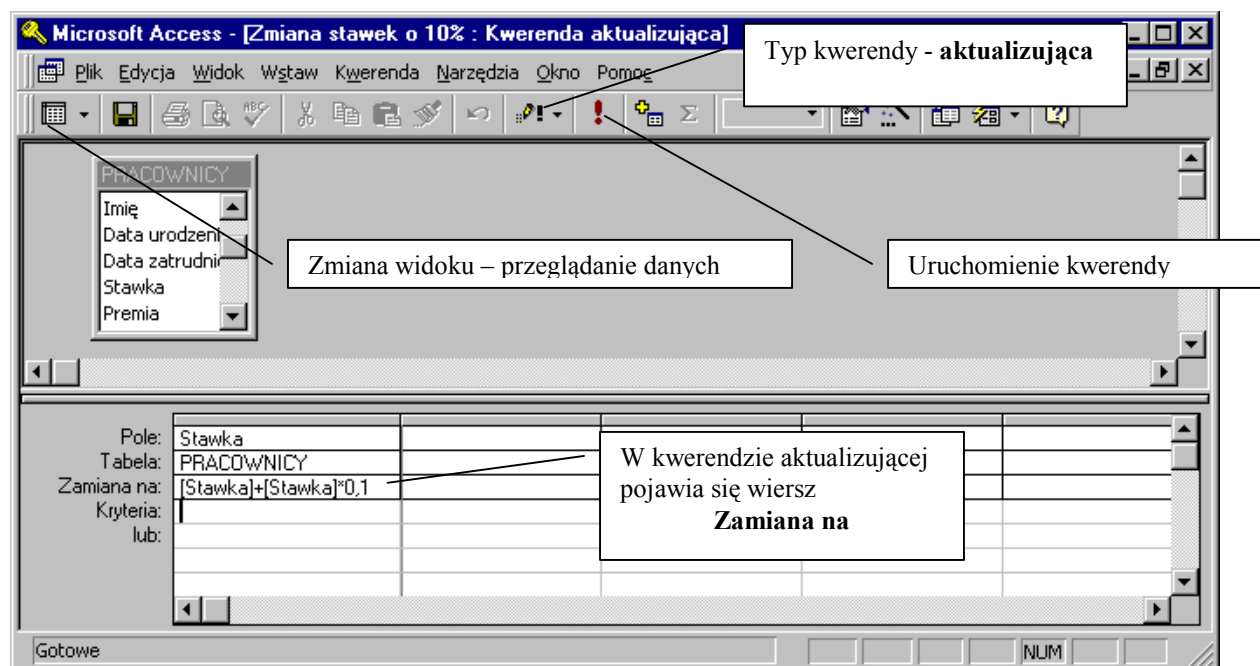 Microsoft Access - [Zmiana stawek o 10% : Kwerenda aktualizująca]
Typ kwerendy - aktualizująca
Plik Edycja Widok Wstaw Kwerenda Narzędzia Okno Pomoc
PRACOWNICY
Imię
Data urodzeni
Data zatrudni
Stawka
Premia
Zmiana widoku – przeglądanie danych
Uruchomienie kwerendy
Pole: Stawka
Tabela: PRACOWNICY
Zamiana na: [Stawka]+[Stawka]*0,1
Kryteria:
lub:
W kwerendzie aktualizującej
pojawia się wiersz
Zamiana na
Gotowe
NUM